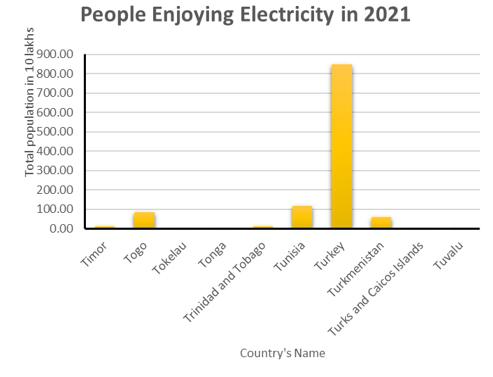 People Enjoying Electricity in 2021
Total population in 10 lakhs
900.00
800.00
700.00
600.00
500.00
400.00
300.00
200.00
100.00
0.00
Timor
Togo
Tokelau
Tonga
Trinidad and Tobago
Tunisia
Turkey
Turkmenistan
Turks and Caicos Islands
Tuvalu
Country's Name